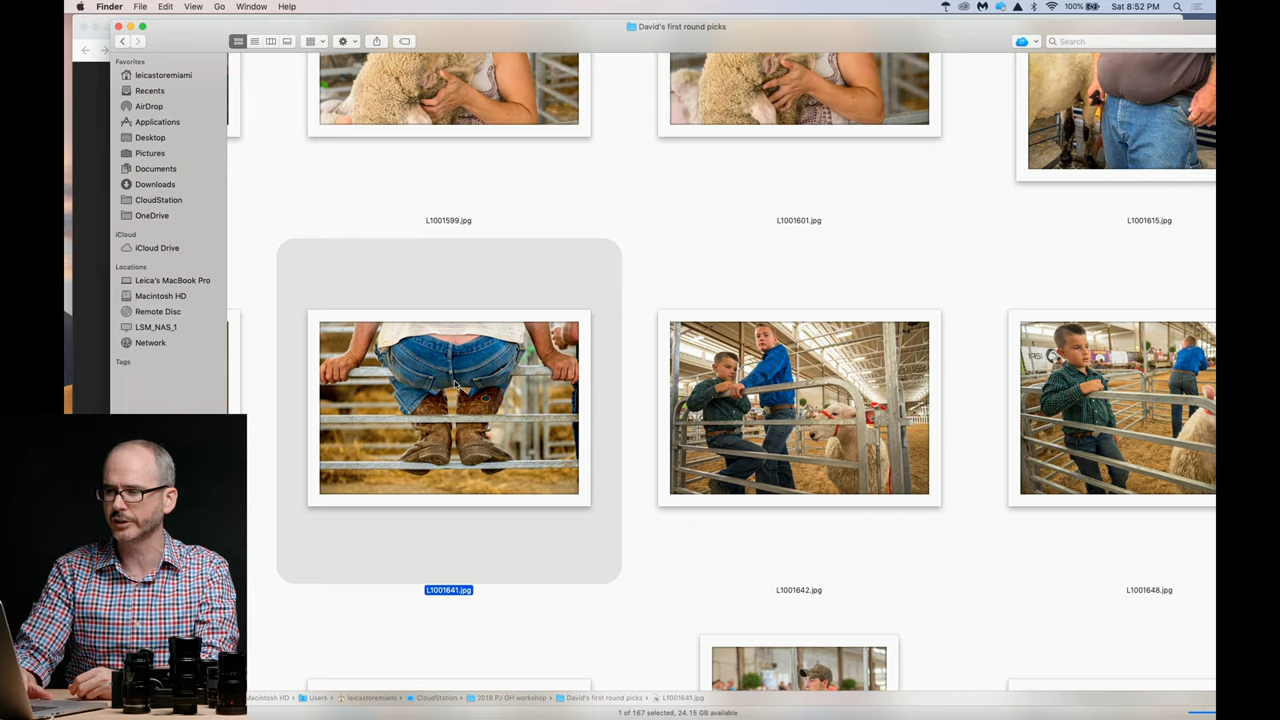 Finder File Edit View Go Window Help 100% Sat 8:52 PM
David's first round picks
Search
Favorites
leicastoremiami
Recents
AirDrop
Applications
Desktop
Pictures
Documents
Downloads
CloudStation
OneDrive
iCloud
iCloud Drive
Locations
Leica's MacBook Pro
Macintosh HD
Remote Disc
LSM_NAS_1
Network
Tags
L1001599.jpg L1001601.jpg L1001615.jpg
L1001641.jpg L1001642.jpg L1001648.jpg
Macintosh HD Users leicastoremiami CloudStation 2018 PJ OH workshop David's first round picks L1001641.jpg
1 of 167 selected, 24.15 GB available